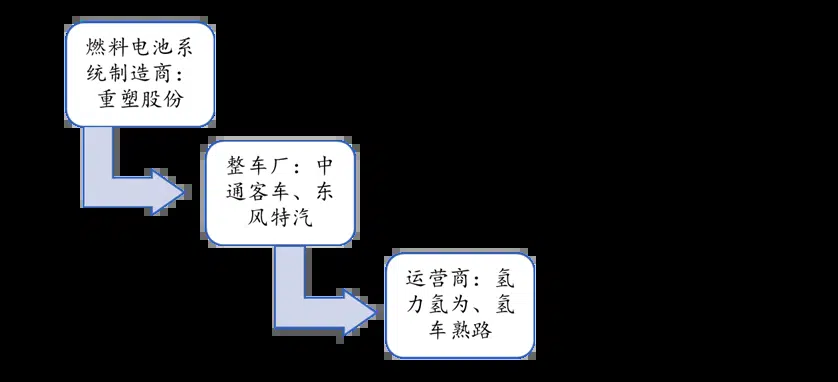 燃料电池系
统制造商：
重塑股份
整车厂：中
通客车、东
风特汽
运营商：氢
力氢为、氢
车熟路